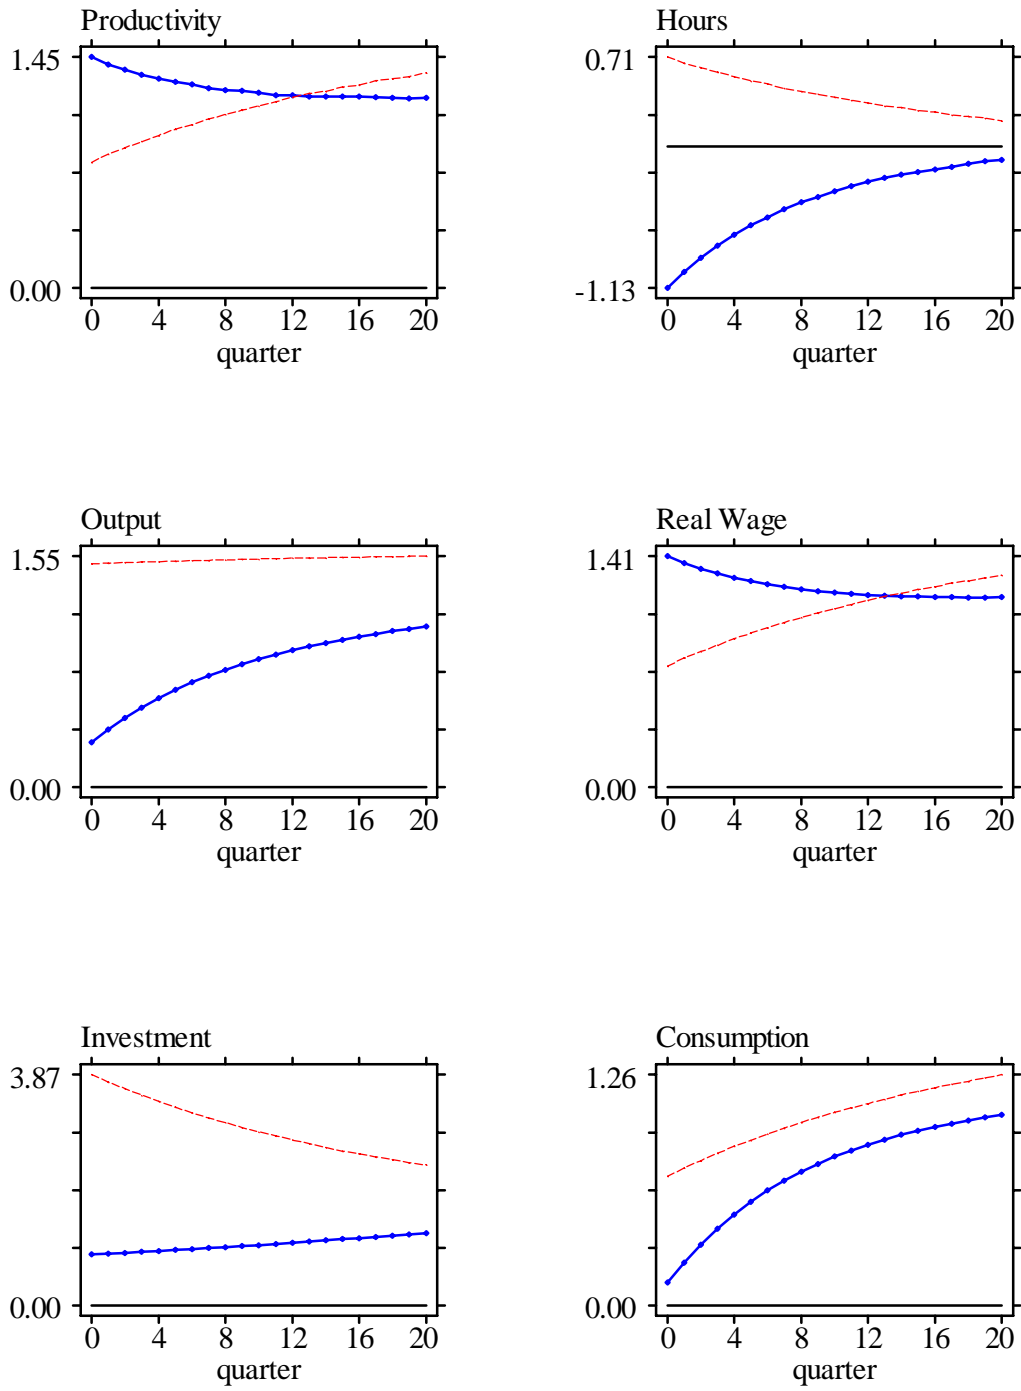 Productivity
1.45
0.00
0 4 8 12 16 20
quarter
Hours
0.71
-1.13
0 4 8 12 16 20
quarter
Output
1.55
0.00
0 4 8 12 16 20
quarter
Real Wage
1.41
0.00
0 4 8 12 16 20
quarter
Investment
3.87
0.00
0 4 8 12 16 20
quarter
Consumption
1.26
0.00
0 4 8 12 16 20
quarter